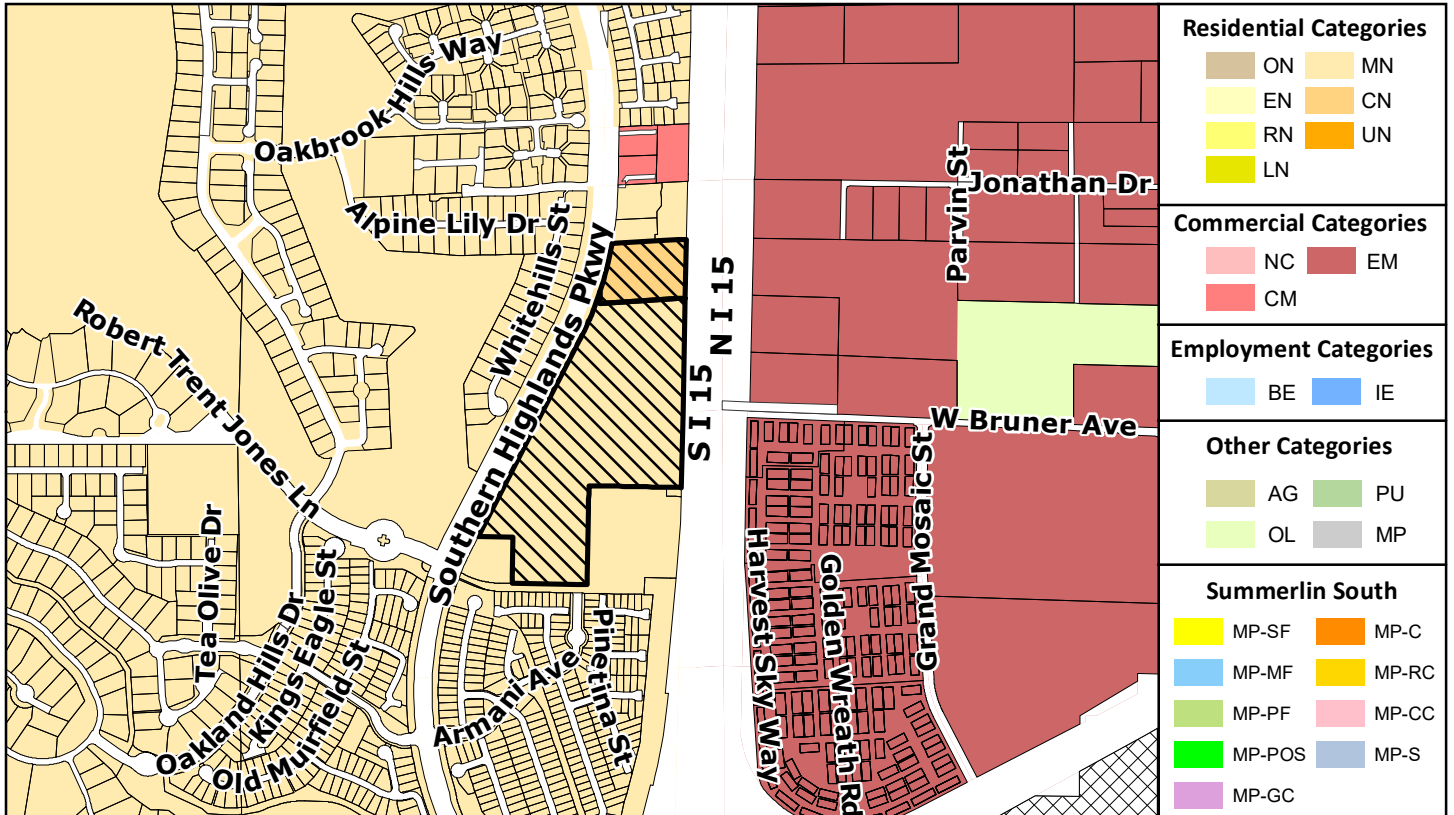 Oakbrook Hills Way
Alpine Lily Dr
Whitehills St
Southern Highlands Pkwy
Robert Trent Jones Ln
Tea Olive Dr
Oakland Hills Dr
Kings Eagle St
Old Muirfield St
Armani Ave
Pinetina St
S I 15
N I 15
Parvin St
Jonathan Dr
W Bruner Ave
Harvest Sky Way
Golden Wreath Rd
Grand Mosaic St
Residential Categories
ON MN
EN CN
RN UN
LN
Commercial Categories
NC EM
CM
Employment Categories
BE IE
Other Categories
AG PU
OL MP
Summerlin South
MP-SF MP-C
MP-MF MP-RC
MP-PF MP-CC
MP-POS MP-S
MP-GC